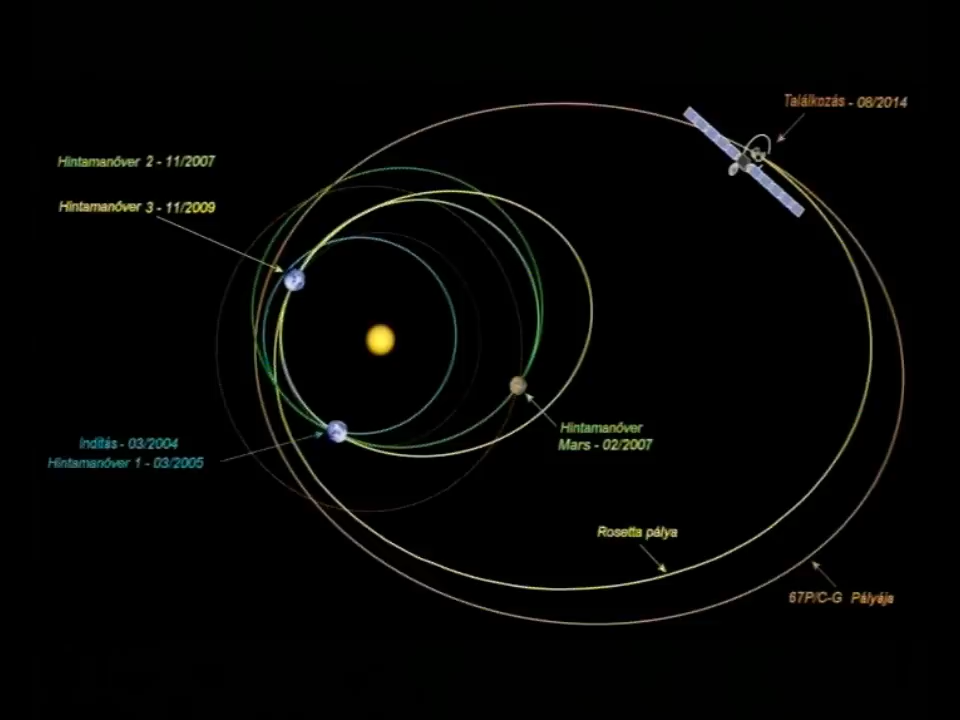 Találkozás - 08/2014
Hintamanőver 2 - 11/2007
Hintamanőver 3 - 11/2009
Indítás - 03/2004
Hintamanőver 1 - 03/2005
Hintamanőver
Mars - 02/2007
Rosetta pálya
67P/C-G Pályája